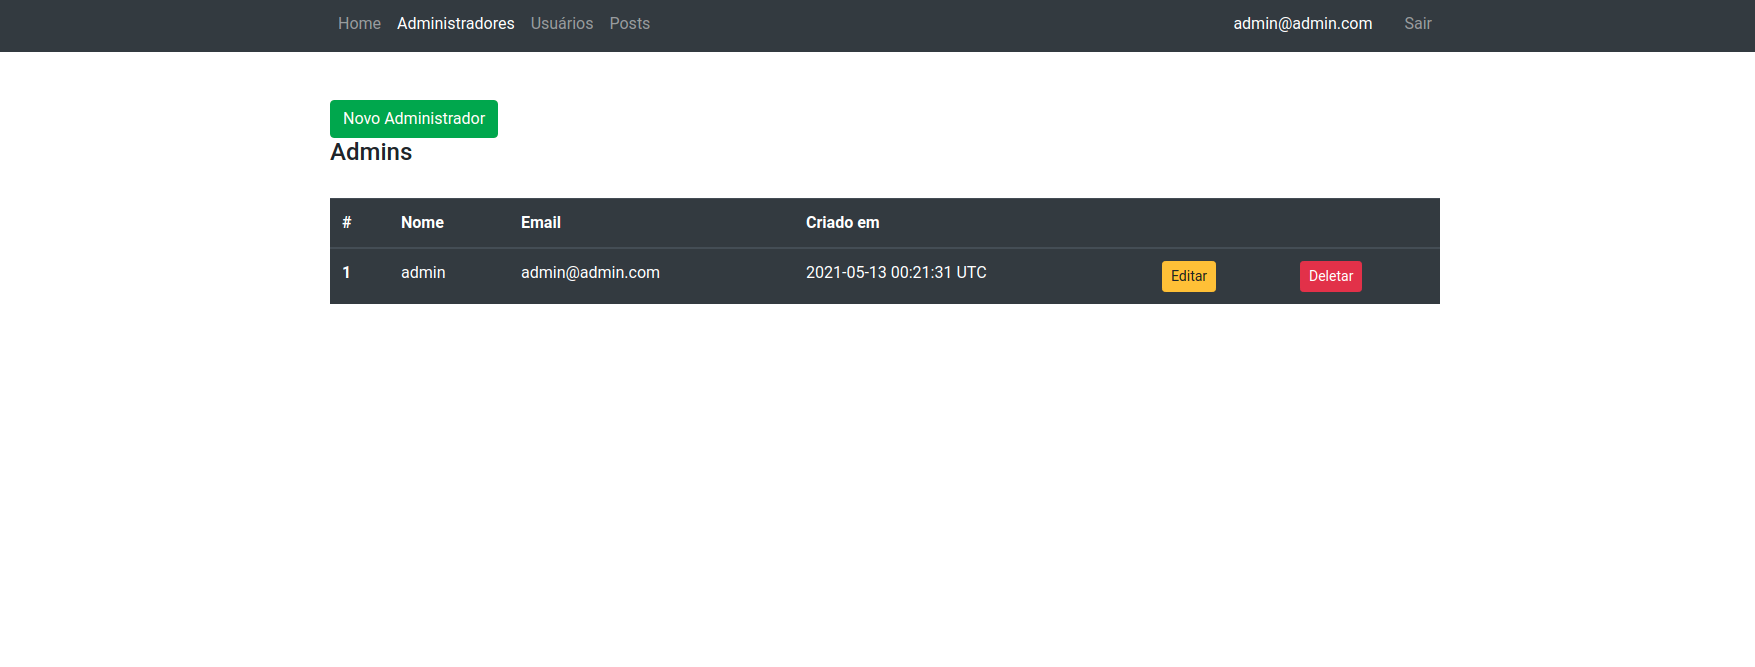 Home Administradores Usuários Posts admin@admin.com Sair
Novo Administrador
Admins
# Nome Email Criado em
1 admin admin@admin.com 2021-05-13 00:21:31 UTC Editar Deletar